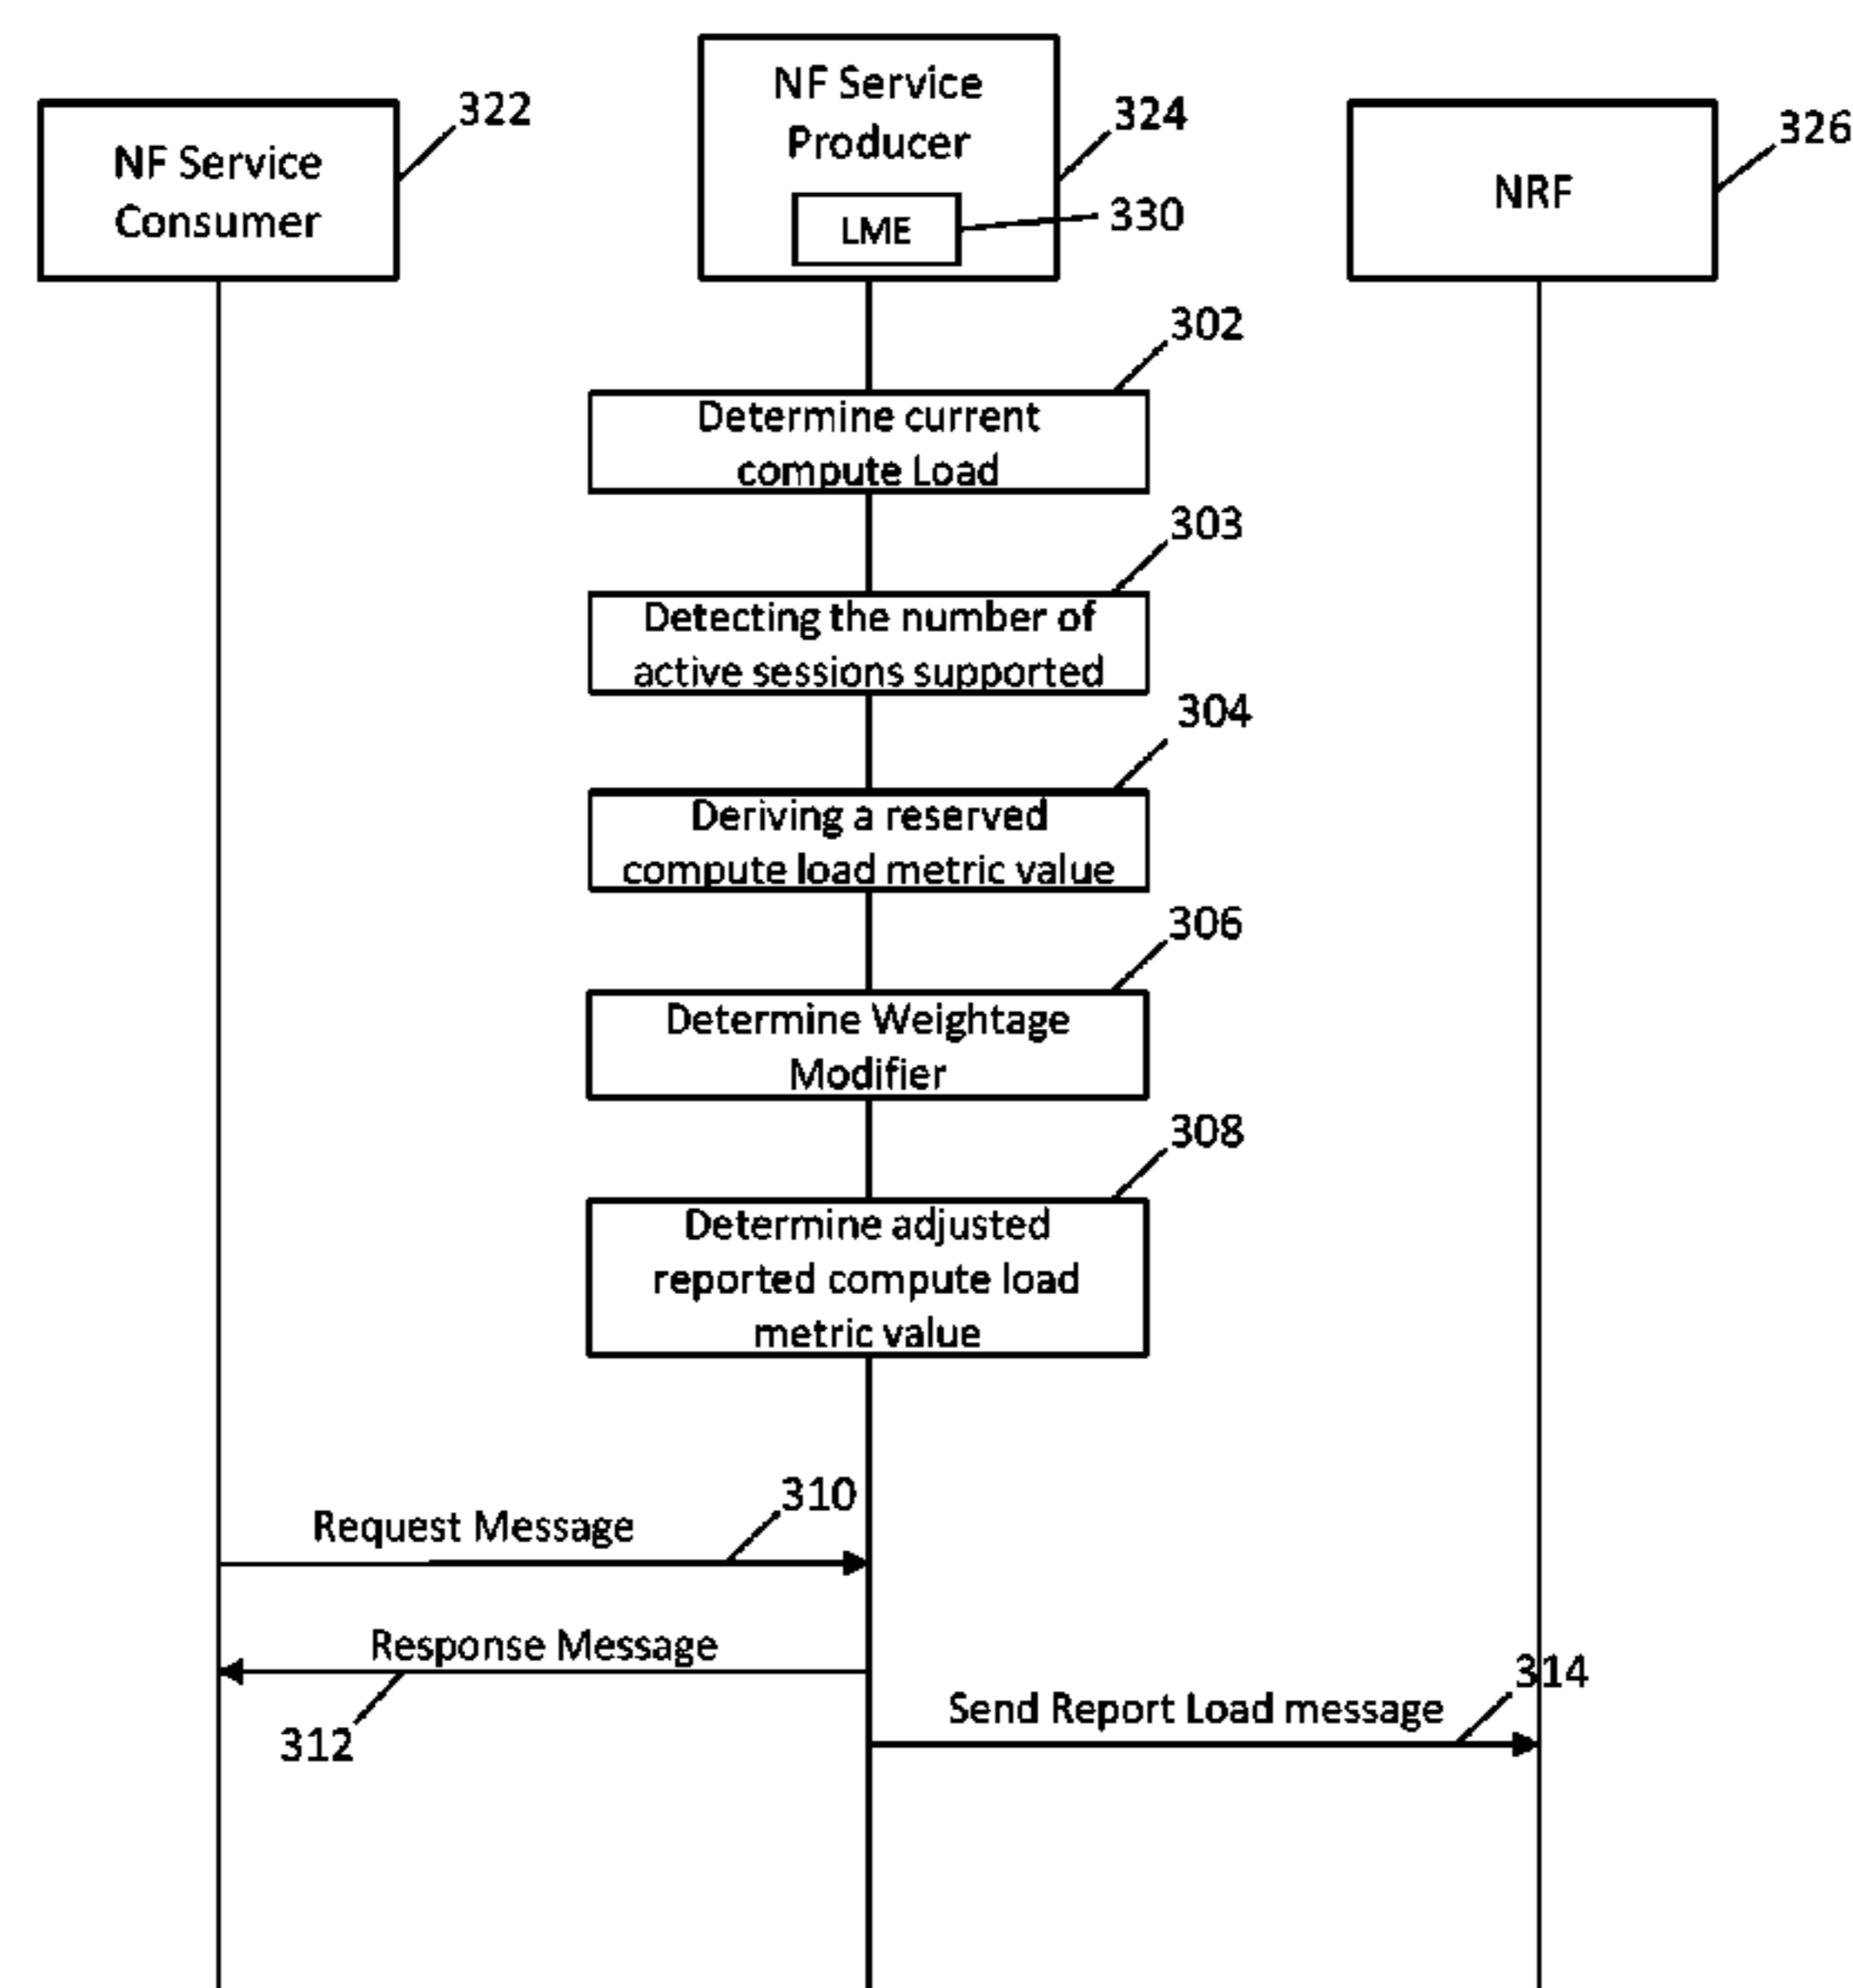 NF Service
Consumer
322
NF Service
Producer
324
LME
330
NRF
326
302
Determine current
compute Load
303
Detecting the number of
active sessions supported
304
Deriving a reserved
compute load metric value
306
Determine Weightage
Modifier
308
Determine adjusted
reported compute load
metric value
310
Request Message
Response Message
312
314
Send Report Load message